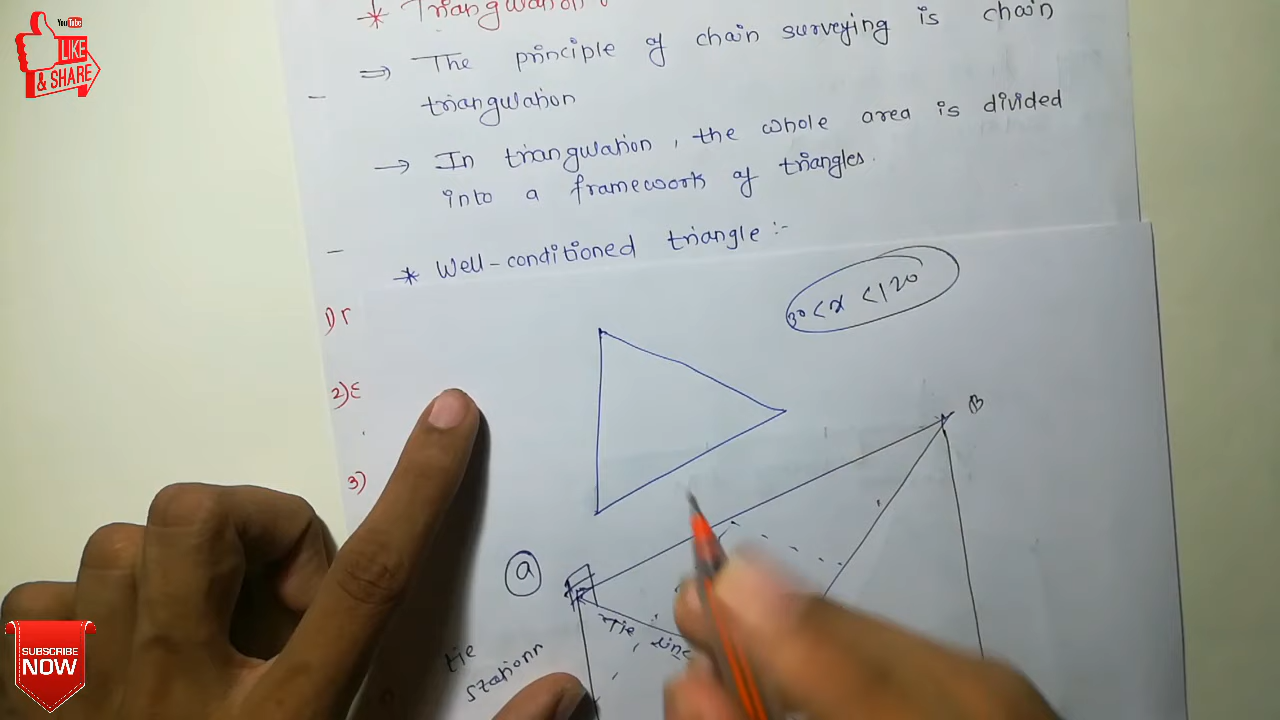 * Triangulation :
⇒ The principle of chain surveying is chain
triangulation
→ In triangulation, the whole area is divided
into a framework of triangles.
* Well-conditioned triangle :-
30 < x < 120
1)
2)
3)
B
a
Tie line
tie
stationn
YouTube
LIKE
& SHARE
SUBSCRIBE
NOW